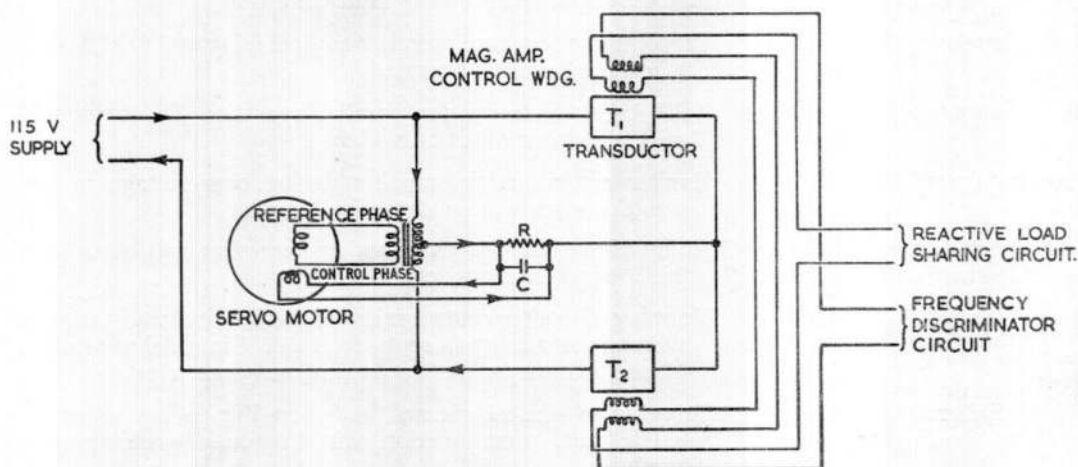 MAG. AMP.
CONTROL WDG.
115 V
SUPPLY
T1
TRANSDUCTOR
REFERENCE PHASE
R
C
CONTROL PHASE
SERVO MOTOR
REACTIVE LOAD
SHARING CIRCUIT.
FREQUENCY
DISCRIMINATOR
CIRCUIT
T2